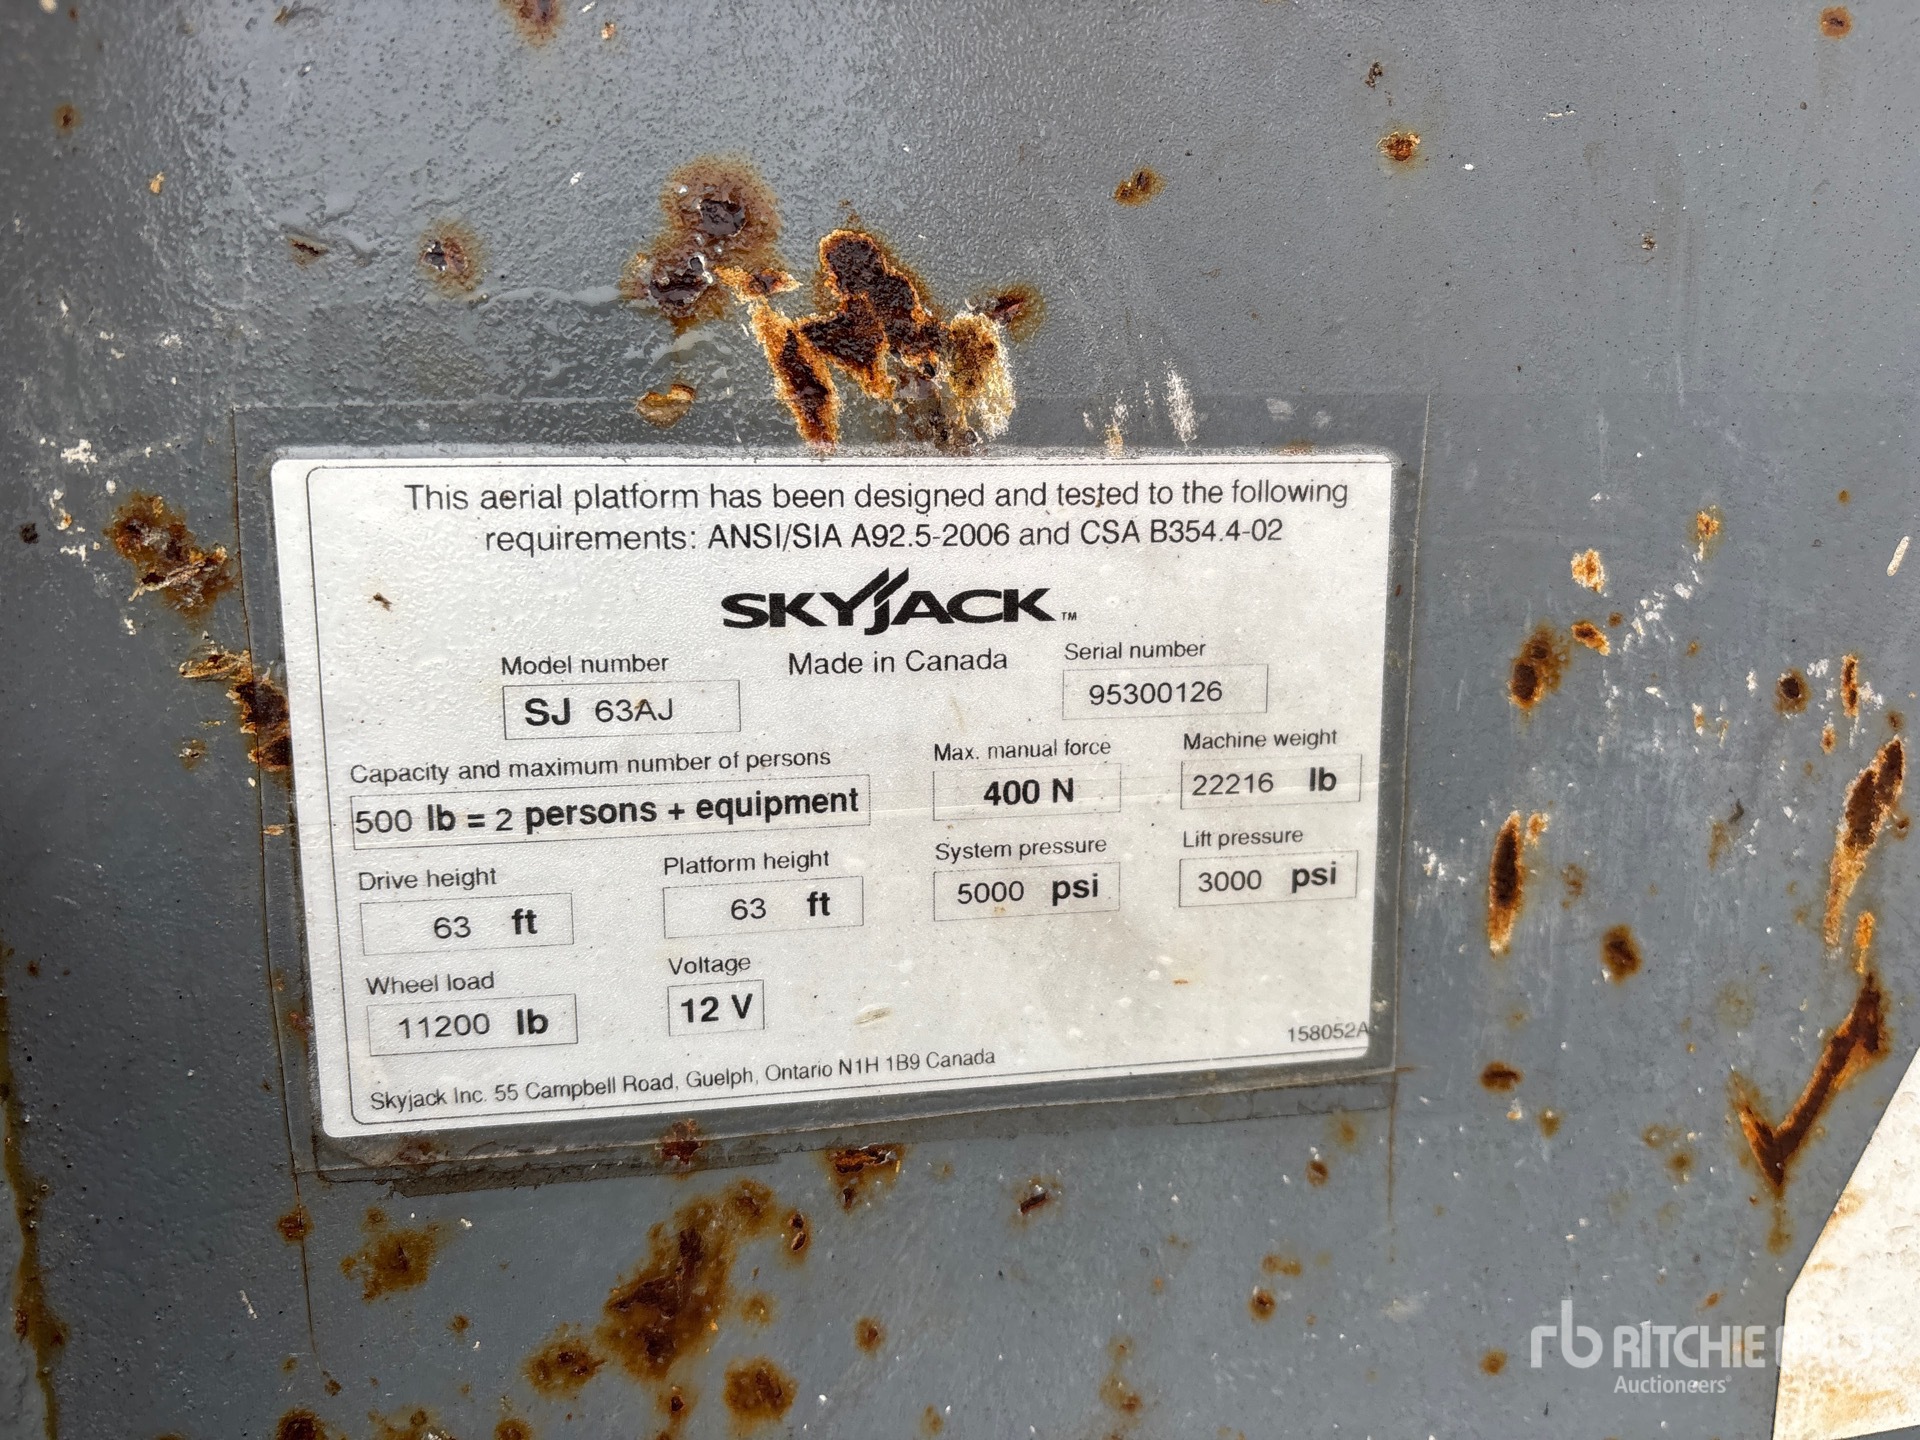 This aerial platform has been designed and tested to the following
requirements: ANSI/SIA A92.5-2006 and CSA B354.4-02
SKYJACK™
Made in Canada
Model number
SJ 63AJ
Serial number
95300126
Capacity and maximum number of persons
500 lb = 2 persons + equipment
Max. manual force
400 N
Machine weight
22216 lb
Drive height
63 ft
Platform height
63 ft
System pressure
5000 psi
Lift pressure
3000 psi
Wheel load
11200 lb
Voltage
12 V
158052A
Skyjack Inc. 55 Campbell Road, Guelph, Ontario N1H 1B9 Canada
rb RITCHIE BROS
Auctioneers